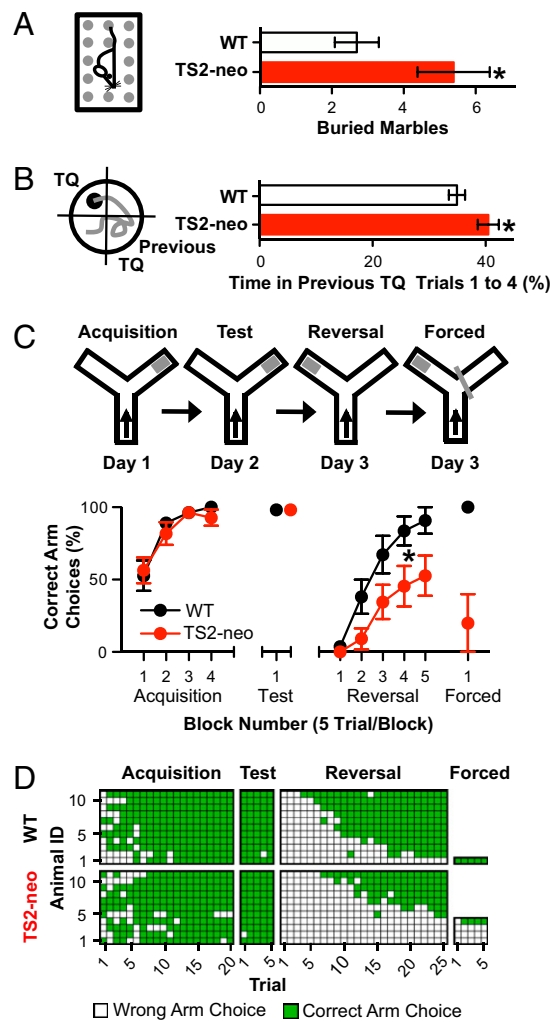 A
WT
TS2-neo
*
0 2 4 6
Buried Marbles
B
TQ
Previous
TQ
WT
TS2-neo
*
0 20 40
Time in Previous TQ Trials 1 to 4 (%)
C
Acquisition Test Reversal Forced
Day 1 Day 2 Day 3 Day 3
Correct Arm
Choices (%)
100
50
0
WT
TS2-neo
*
1 2 3 4 1 1 2 3 4 5 1
Acquisition Test Reversal Forced
Block Number (5 Trial/Block)
D
Acquisition Test Reversal Forced
WT
TS2-neo
Animal ID
10
5
1
10
5
1
1 5 10 15 20 1 5 1 5 10 15 20 25 1 5
Trial
Wrong Arm Choice Correct Arm Choice